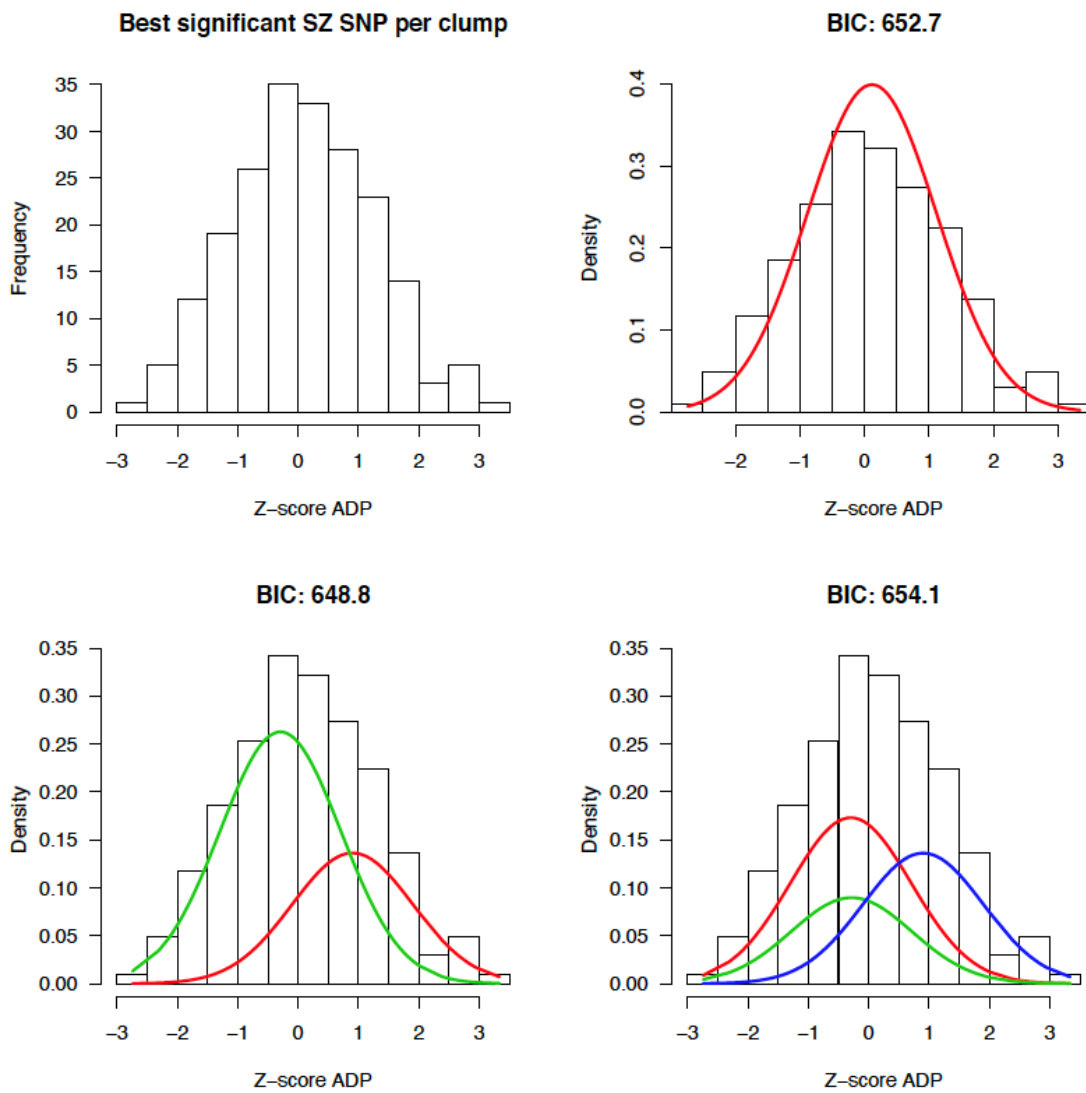 Best significant SZ SNP per clump
Frequency
35
30
25
20
15
10
5
0
−3 −2 −1 0 1 2 3
Z−score ADP
BIC: 652.7
Density
0.4
0.3
0.2
0.1
0.0
−2 −1 0 1 2 3
Z−score ADP
BIC: 648.8
Density
0.35
0.30
0.25
0.20
0.15
0.10
0.05
0.00
−3 −2 −1 0 1 2 3
Z−score ADP
BIC: 654.1
Density
0.35
0.30
0.25
0.20
0.15
0.10
0.05
0.00
−3 −2 −1 0 1 2 3
Z−score ADP